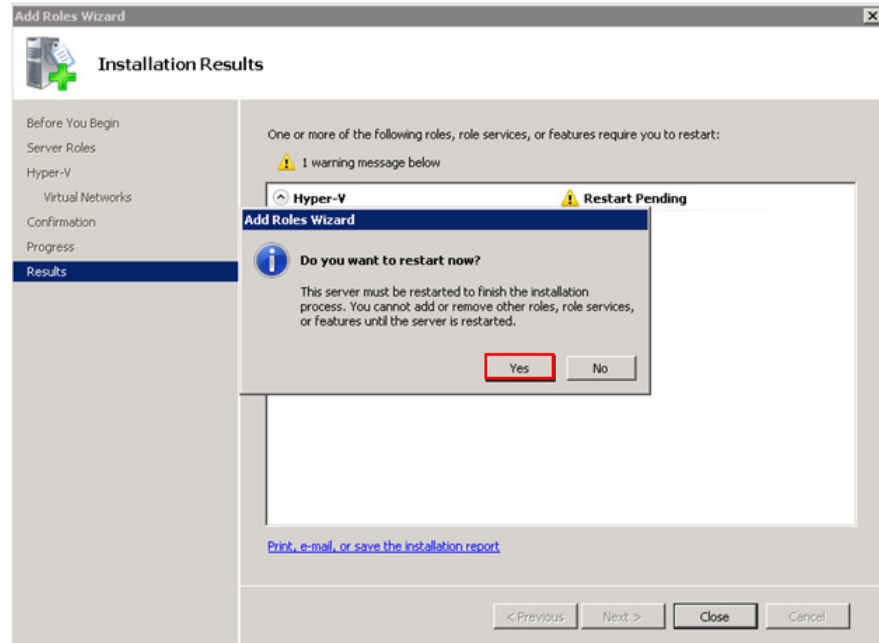 Add Roles Wizard
Installation Results
Before You Begin
Server Roles
Hyper-V
Virtual Networks
Confirmation
Progress
Results
One or more of the following roles, role services, or features require you to restart:
1 warning message below
Hyper-V Restart Pending
Add Roles Wizard
Do you want to restart now?
This server must be restarted to finish the installation
process. You cannot add or remove other roles, role services,
or features until the server is restarted.
Yes No
Print, e-mail, or save the installation report
< Previous Next > Close Cancel